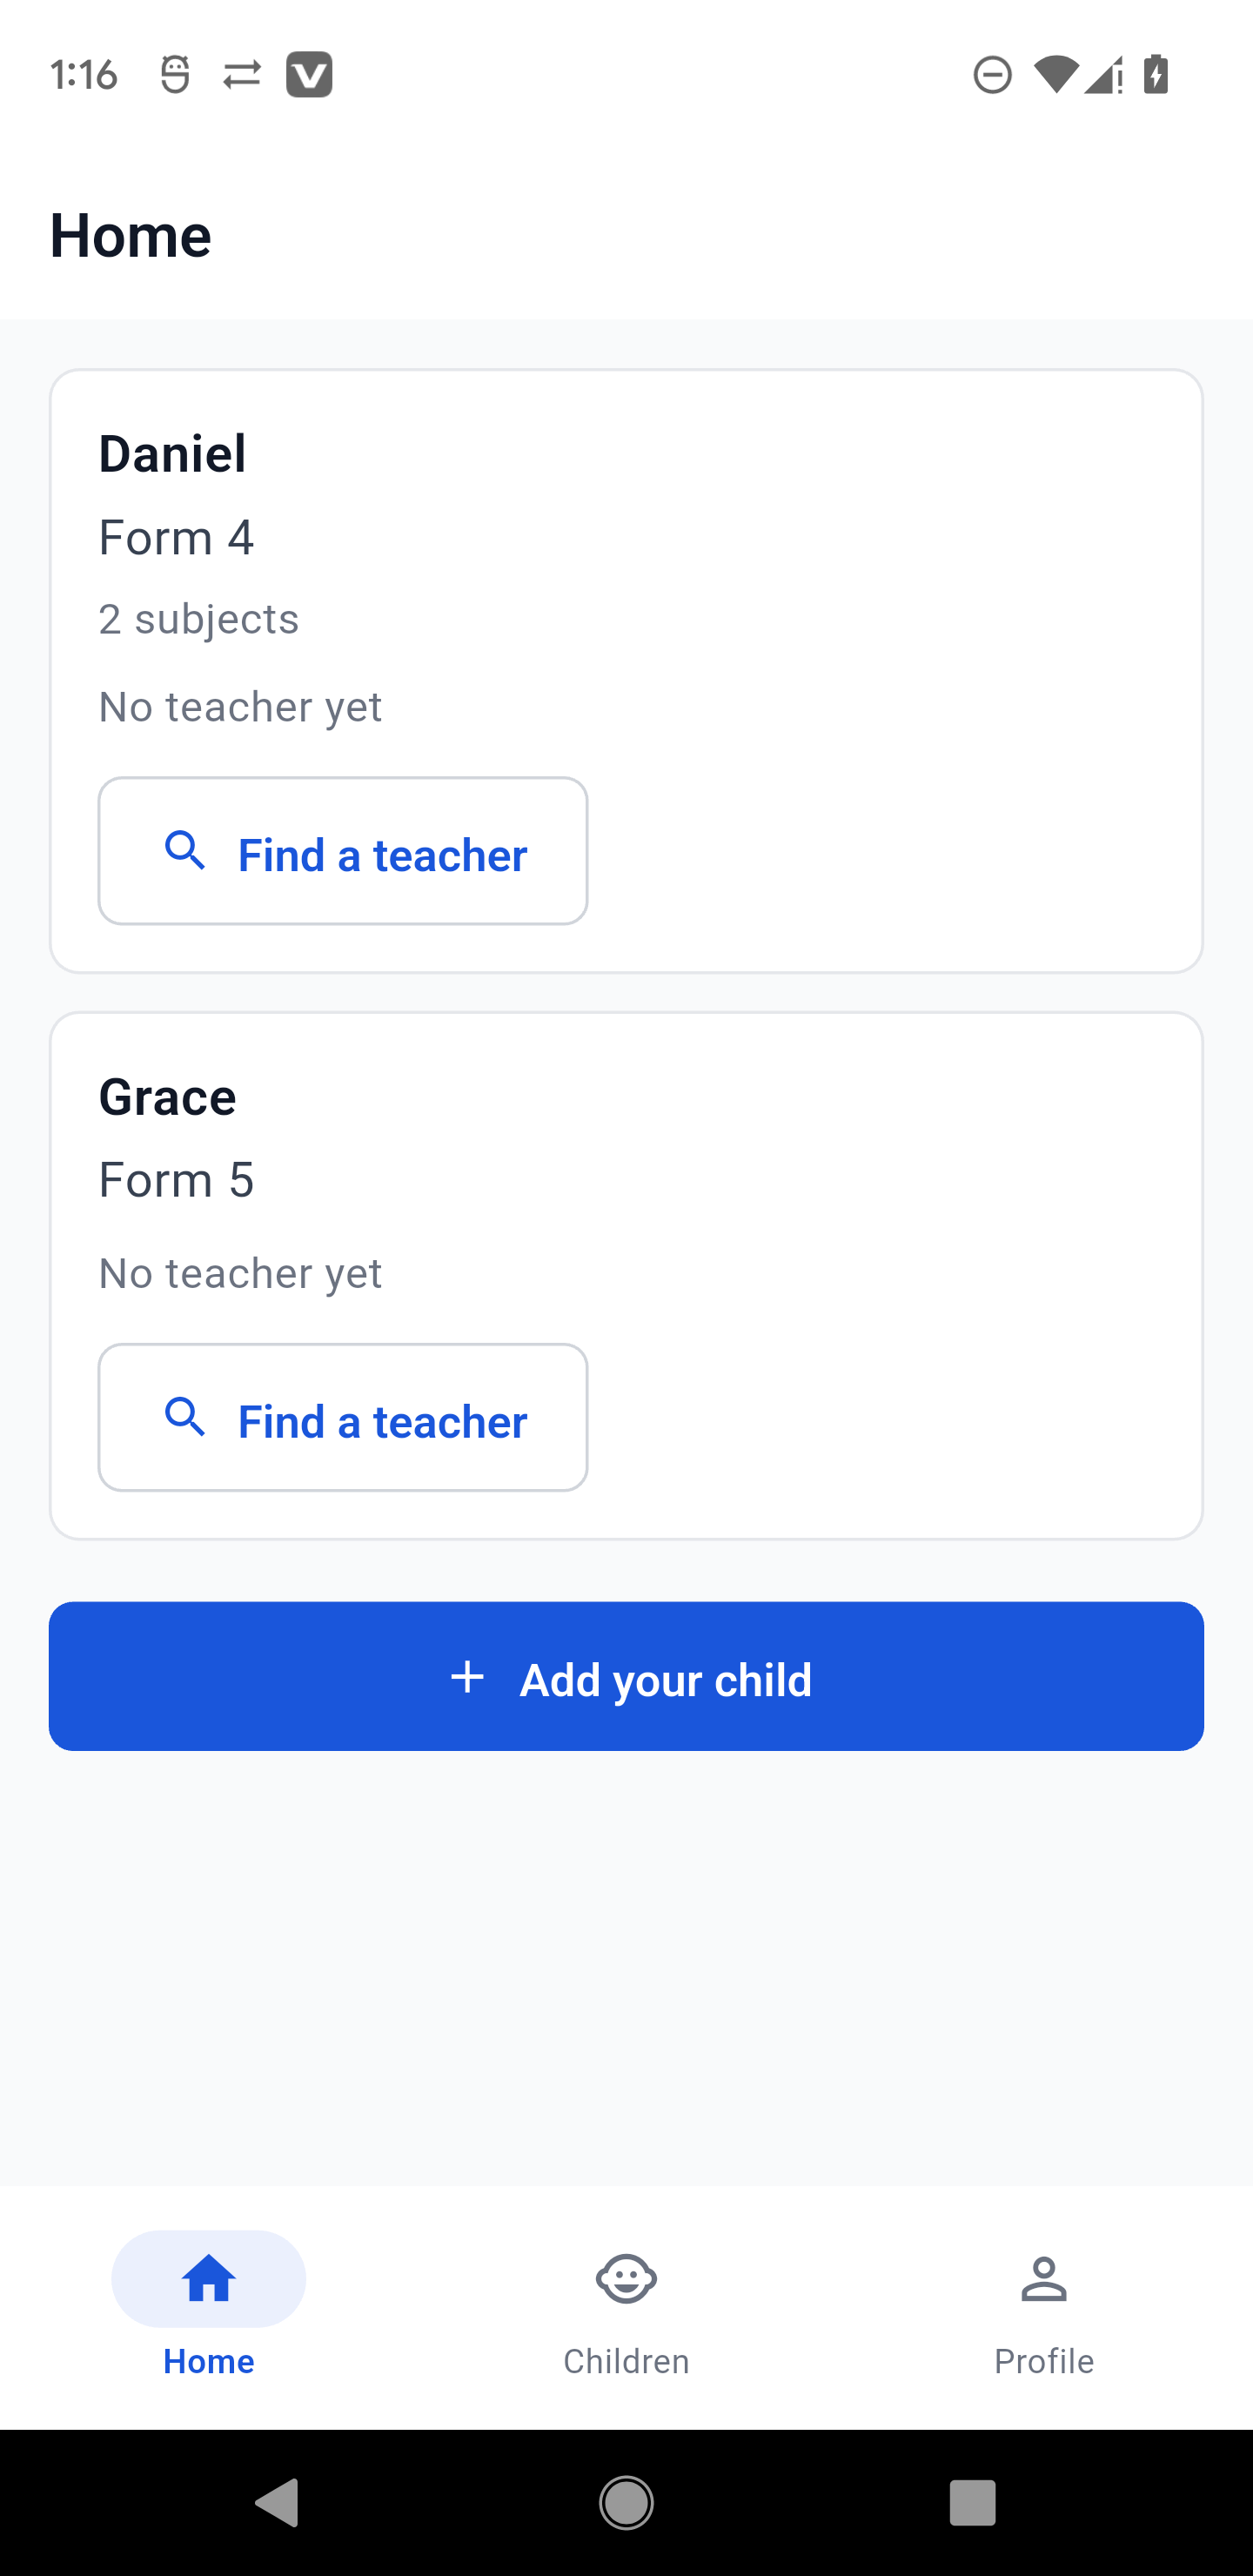 1:16
Home
Daniel
Form 4
2 subjects
No teacher yet
Find a teacher
Grace
Form 5
No teacher yet
Find a teacher
Add your child
Home
Children
Profile